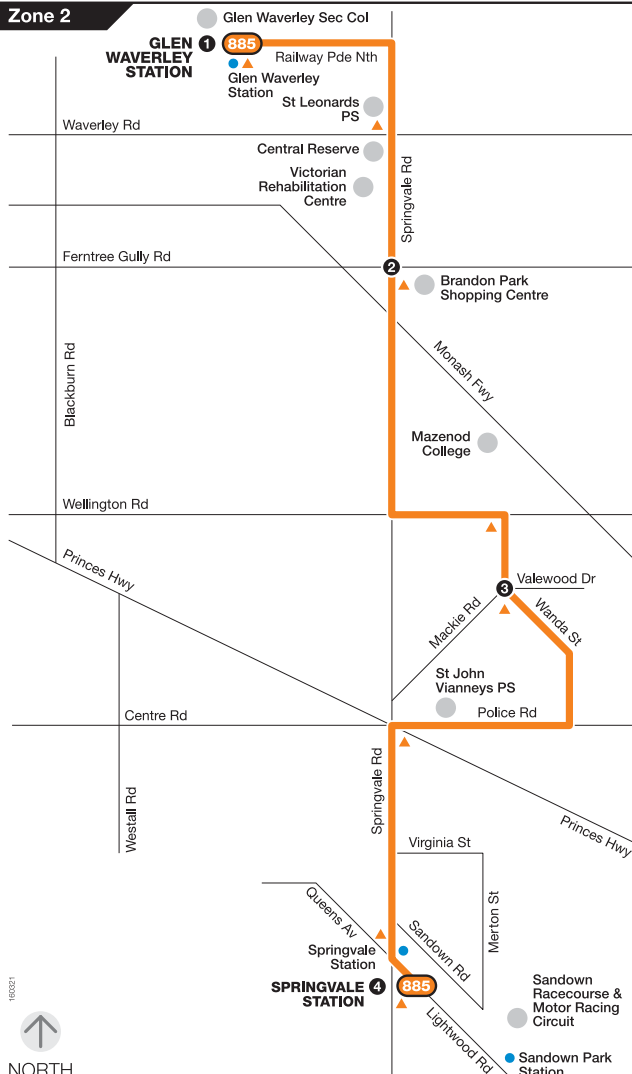 Zone 2
Glen Waverley Sec Col
GLEN
WAVERLEY
STATION
1
885
Railway Pde Nth
Glen Waverley
Station
St Leonards
PS
Waverley Rd
Central Reserve
Victorian
Rehabilitation
Centre
Springvale Rd
Ferntree Gully Rd
2
Brandon Park
Shopping Centre
Blackburn Rd
Monash Fwy
Mazenod
College
Wellington Rd
Princes Hwy
3
Valewood Dr
Mackie Rd
Wanda St
St John
Vianneys PS
Police Rd
Centre Rd
Westall Rd
Springvale Rd
Princes Hwy
Virginia St
Merton St
Queens Av
Sandown Rd
Springvale
Station
SPRINGVALE
STATION
4
885
Lightwood Rd
Sandown
Racecourse &
Motor Racing
Circuit
Sandown Park
Station
160321
NORTH